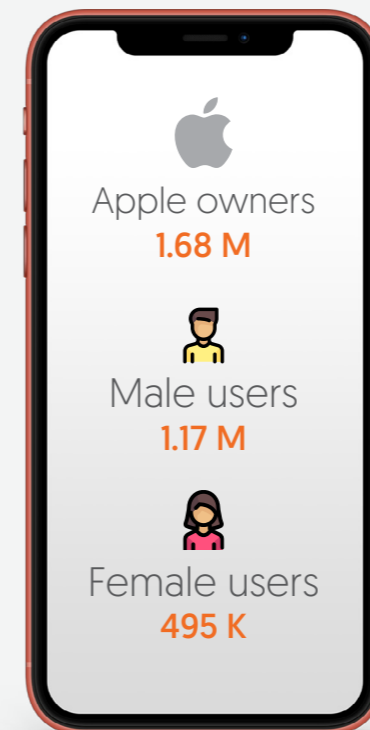 Apple owners
1.68 M
Male users
1.17 M
Female users
495 K